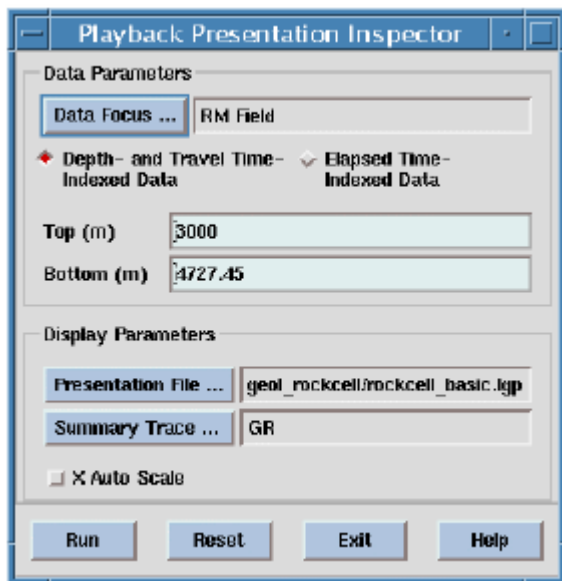 Playback Presentation Inspector
Data Parameters
Data Focus ... RM Field
Depth- and Travel Time- Elapsed Time-
Indexed Data Indexed Data
Top (m) 3000
Bottom (m) 4727.45
Display Parameters
Presentation File ... geol_rockcell/rockcell_basic.lgp
Summary Trace ... GR
X Auto Scale
Run Reset Exit Help